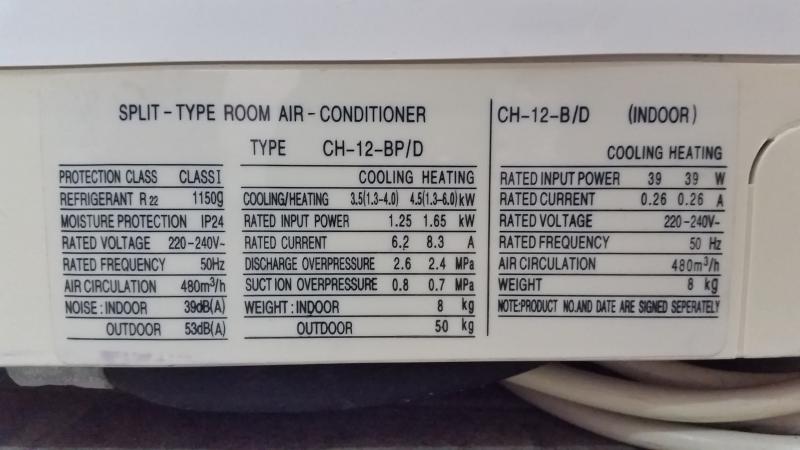 SPLIT-TYPE ROOM AIR-CONDITIONER
TYPE CH-12-BP/D
PROTECTION CLASS CLASS I
REFRIGERANT R22 1150g
MOISTURE PROTECTION IP24
RATED VOLTAGE 220-240V~
RATED FREQUENCY 50Hz
AIR CIRCULATION 480m³/h
NOISE: INDOOR 39dB(A)
OUTDOOR 53dB(A)
COOLING HEATING
COOLING/HEATING 3.5(1.3-4.0) 4.5(1.3-6.0)kW
RATED INPUT POWER 1.25 1.65 kW
RATED CURRENT 6.2 8.3 A
DISCHARGE OVERPRESSURE 2.6 2.4 MPa
SUCTION OVERPRESSURE 0.8 0.7 MPa
WEIGHT: INDOOR 8 kg
OUTDOOR 50 kg
CH-12-B/D (INDOOR)
COOLING HEATING
RATED INPUT POWER 39 39 W
RATED CURRENT 0.26 0.26 A
RATED VOLTAGE 220-240V~
RATED FREQUENCY 50 Hz
AIR CIRCULATION 480m³/h
WEIGHT 8 kg
NOTE:PRODUCT NO.AND DATE ARE SIGNED SEPERATELY